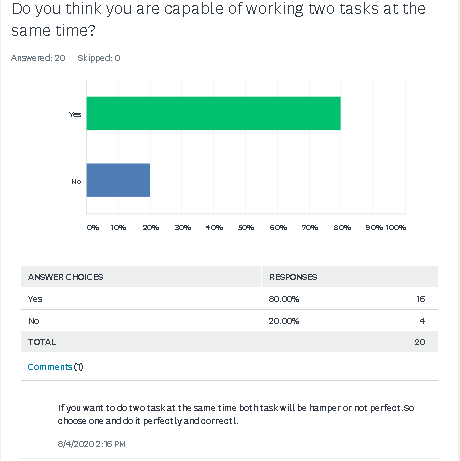 Do you think you are capable of working two tasks at the
same time?
Answered: 20 Skipped: 0
Yes
No
0% 10% 20% 30% 40% 50% 60% 70% 80% 90% 100%
ANSWER CHOICES RESPONSES
Yes 80.00% 16
No 20.00% 4
TOTAL 20
Comments (1)
If you want to do two task at the same time both task will be hamper or not perfect.So
choose one and do it perfectly and correctl.
8/4/2020 2:16 PM